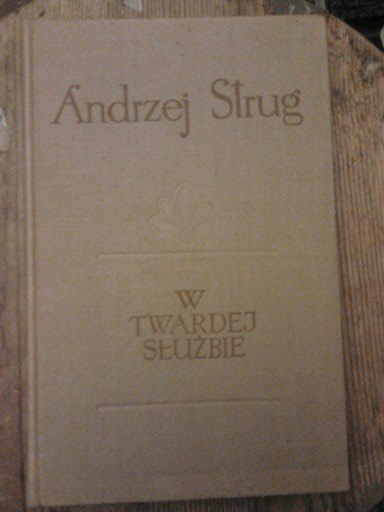 Andrzej Strug
W
TWARDEJ
SŁUŻBIE